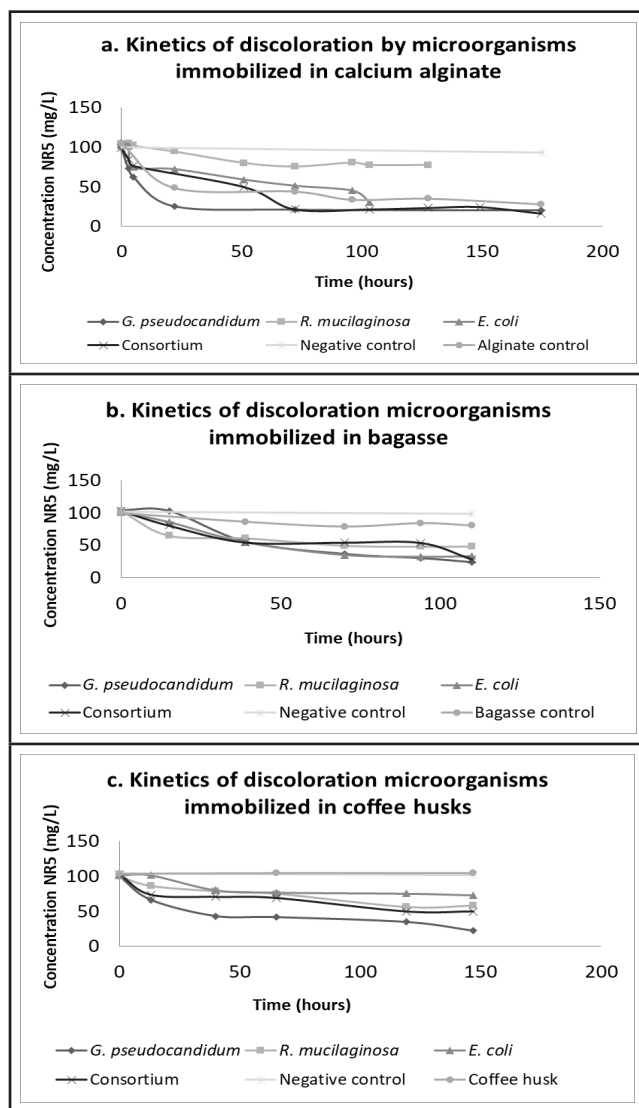 a. Kinetics of discoloration by microorganisms
immobilized in calcium alginate
Concentration NR5 (mg/L)
150
100
50
0
0 50 100 150 200
Time (hours)
G. pseudocandidum R. mucilaginosa E. coli
Consortium Negative control Alginate control
b. Kinetics of discoloration microorganisms
immobilized in bagasse
Concentration NR5 (mg/L)
150
100
50
0
0 50 100 150
Time (hours)
G. pseudocandidum R. mucilaginosa E. coli
Consortium Negative control Bagasse control
c. Kinetics of discoloration microorganisms
immobilized in coffee husks
Concentration NR5 (mg/L)
150
100
50
0
0 50 100 150 200
Time (hours)
G. pseudocandidum R. mucilaginosa E. coli
Consortium Negative control Coffee husk